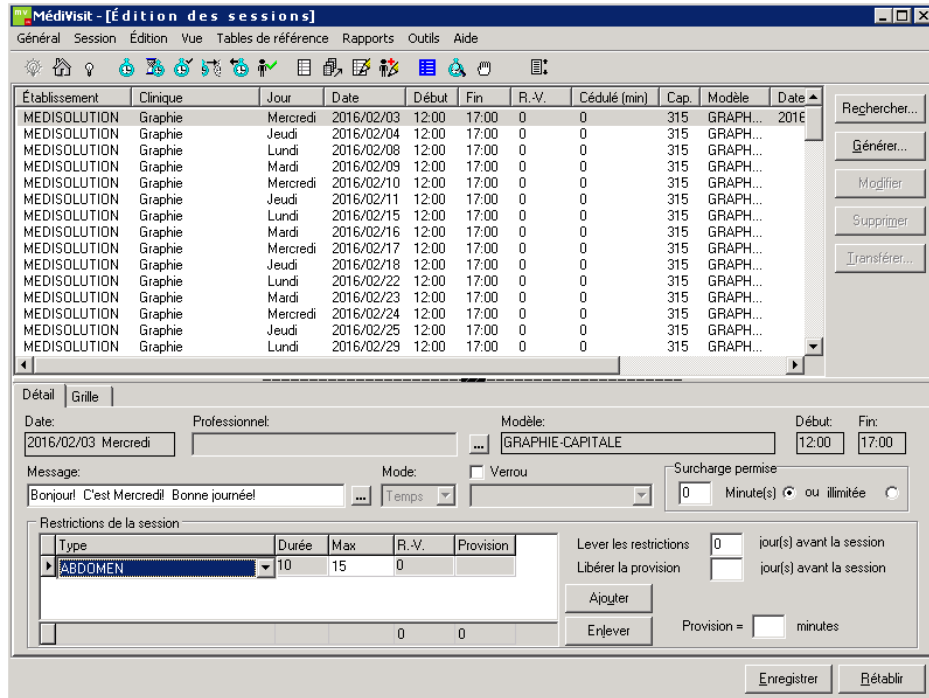 MédiVisit - [Édition des sessions]
Général Session Édition Vue Tables de référence Rapports Outils Aide
Établissement Clinique Jour Date Début Fin R.-V. Cédulé (min) Cap. Modèle Date
MEDISOLUTION Graphie Mercredi 2016/02/03 12:00 17:00 0 0 315 GRAPH... 2016
MEDISOLUTION Graphie Jeudi 2016/02/04 12:00 17:00 0 0 315 GRAPH...
MEDISOLUTION Graphie Lundi 2016/02/08 12:00 17:00 0 0 315 GRAPH...
MEDISOLUTION Graphie Mardi 2016/02/09 12:00 17:00 0 0 315 GRAPH...
MEDISOLUTION Graphie Mercredi 2016/02/10 12:00 17:00 0 0 315 GRAPH...
MEDISOLUTION Graphie Jeudi 2016/02/11 12:00 17:00 0 0 315 GRAPH...
MEDISOLUTION Graphie Lundi 2016/02/15 12:00 17:00 0 0 315 GRAPH...
MEDISOLUTION Graphie Mardi 2016/02/16 12:00 17:00 0 0 315 GRAPH...
MEDISOLUTION Graphie Mercredi 2016/02/17 12:00 17:00 0 0 315 GRAPH...
MEDISOLUTION Graphie Jeudi 2016/02/18 12:00 17:00 0 0 315 GRAPH...
MEDISOLUTION Graphie Lundi 2016/02/22 12:00 17:00 0 0 315 GRAPH...
MEDISOLUTION Graphie Mardi 2016/02/23 12:00 17:00 0 0 315 GRAPH...
MEDISOLUTION Graphie Mercredi 2016/02/24 12:00 17:00 0 0 315 GRAPH...
MEDISOLUTION Graphie Jeudi 2016/02/25 12:00 17:00 0 0 315 GRAPH...
MEDISOLUTION Graphie Lundi 2016/02/29 12:00 17:00 0 0 315 GRAPH...
Rechercher...
Générer...
Modifier
Supprimer
Transférer...
Détail Grille
Date: Professionnel: Modèle: Début: Fin:
2016/02/03 Mercredi ... GRAPHIE-CAPITALE 12:00 17:00
Message: Mode: Verrou Surcharge permise
Bonjour! C'est Mercredi! Bonne journée! ... Temps 0 Minute(s) ou illimitée
Restrictions de la session
Type Durée Max R.-V. Provision
ABDOMEN 10 15 0
0 0
Lever les restrictions 0 jour(s) avant la session
Libérer la provision jour(s) avant la session
Ajouter
Enlever Provision = minutes
Enregistrer Rétablir